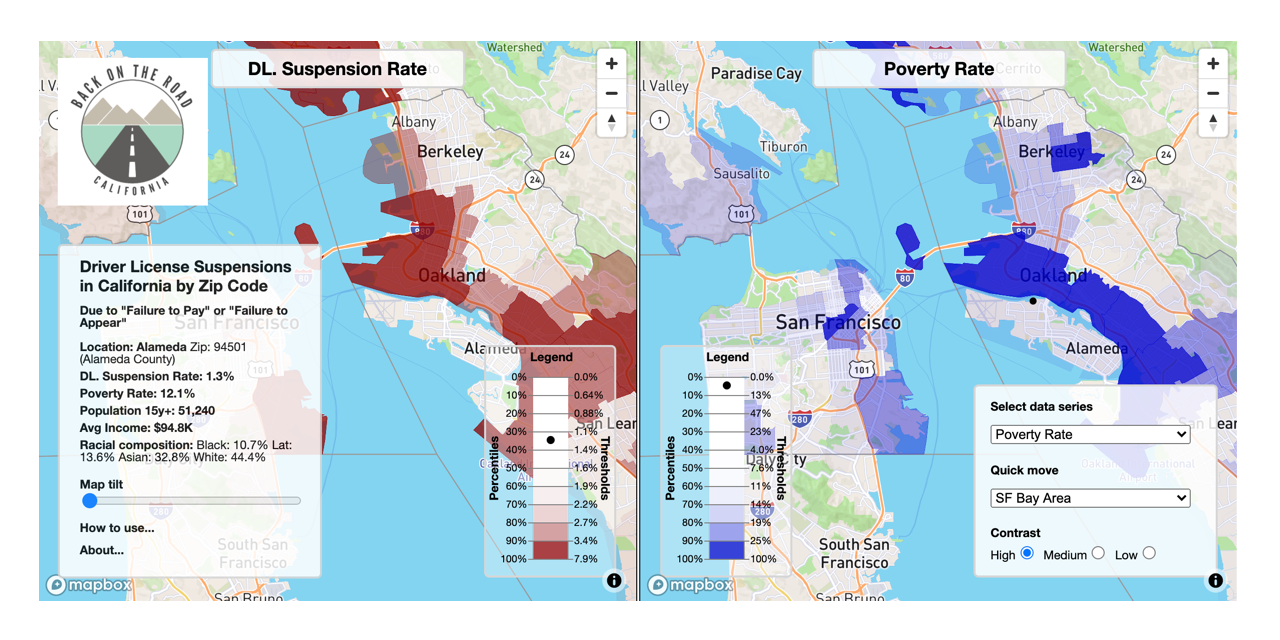 DL. Suspension Rate
Poverty Rate
BACK ON THE ROAD
CALIFORNIA
Watershed
Albany
Berkeley
24
24
101
880
80
Oakland
Alameda
San Francisco
101
Daly City
280
South San
Francisco
San Bruno
San Lear
Driver License Suspensions
in California by Zip Code
Due to "Failure to Pay" or "Failure to
Appear"
Location: Alameda Zip: 94501
(Alameda County)
DL. Suspension Rate: 1.3%
Poverty Rate: 12.1%
Population 15y+: 51,240
Avg Income: $94.8K
Racial composition: Black: 10.7% Lat:
13.6% Asian: 32.8% White: 44.4%
Map tilt
How to use...
About...
mapbox
Legend
Percentiles
Thresholds
0% 0.0%
10% 0.64%
20% 0.88%
30% 1.1%
40% 1.4%
50% 1.6%
60% 1.9%
70% 2.2%
80% 2.7%
90% 3.4%
100% 7.9%
l Valley
Paradise Cay
1
Tiburon
Sausalito
101
Cerrito
Watershed
Albany
Berkeley
24
24
880
80
Oakland
San Francisco
Alameda
101
280
Daly City
280
South San
Francisco
San Bruno
San Lear
Oakland International
Airport
Legend
Percentiles
Thresholds
0% 0.0%
10% 13%
20% 47%
30% 23%
40% 4.0%
50% 7.6%
60% 11%
70% 14%
80% 19%
90% 25%
100% 100%
Select data series
Poverty Rate
Quick move
SF Bay Area
Contrast
High Medium Low
mapbox